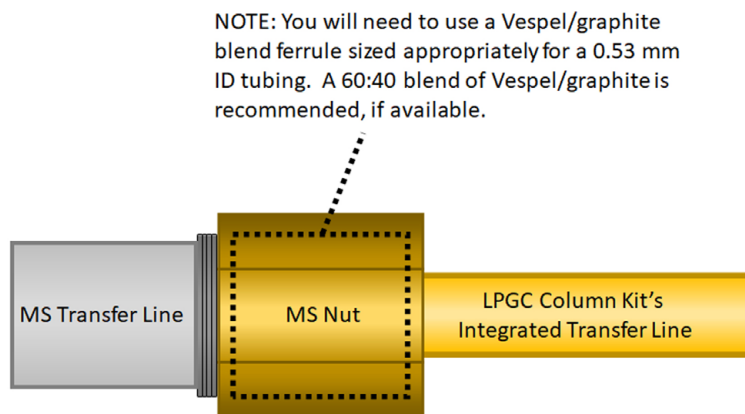 NOTE: You will need to use a Vespel/graphite
blend ferrule sized appropriately for a 0.53 mm
ID tubing.  A 60:40 blend of Vespel/graphite is
recommended, if available.
MS Transfer Line
MS Nut
LPGC Column Kit's
Integrated Transfer Line